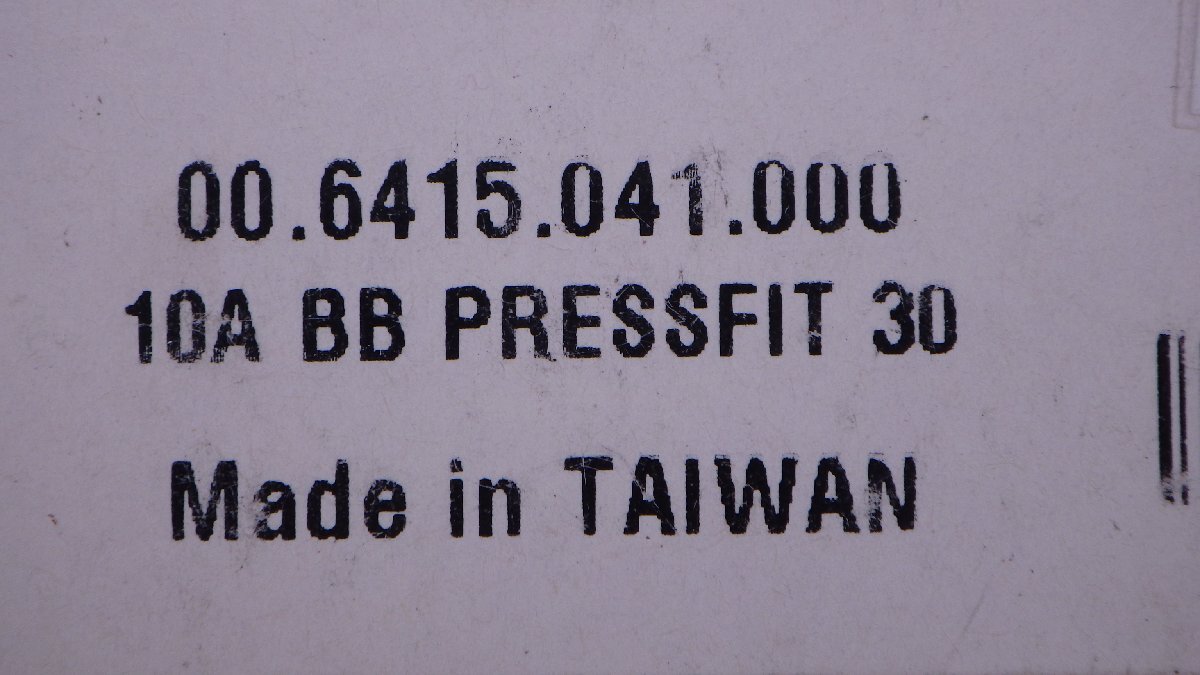 00.6415.041.000
10A BB PRESSFIT 30
Made in TAIWAN